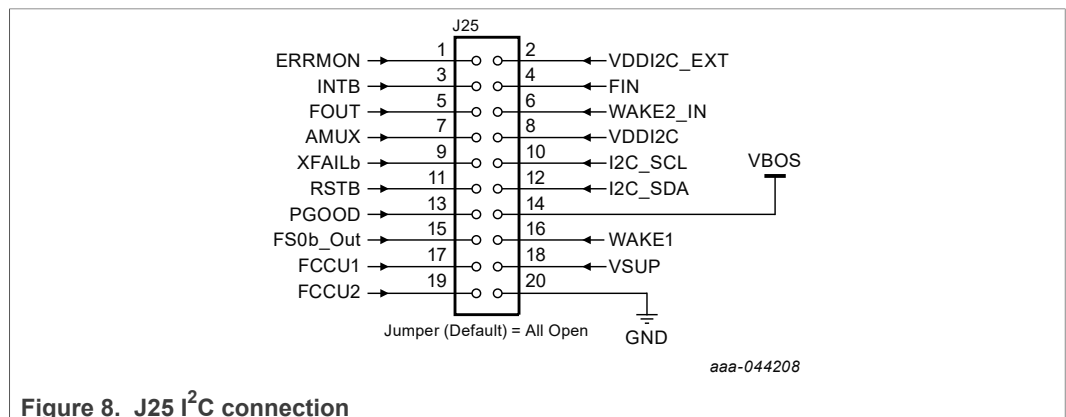 J25
ERRMON 1 2 VDDI2C_EXT
INTB 3 4 FIN
FOUT 5 6 WAKE2_IN
AMUX 7 8 VDDI2C
XFAILb 9 10 I2C_SCL VBOS
RSTB 11 12 I2C_SDA
PGOOD 13 14
FS0b_Out 15 16 WAKE1
FCCU1 17 18 VSUP
FCCU2 19 20
Jumper (Default) = All Open GND
aaa-044208
Figure 8. J25 I²C connection